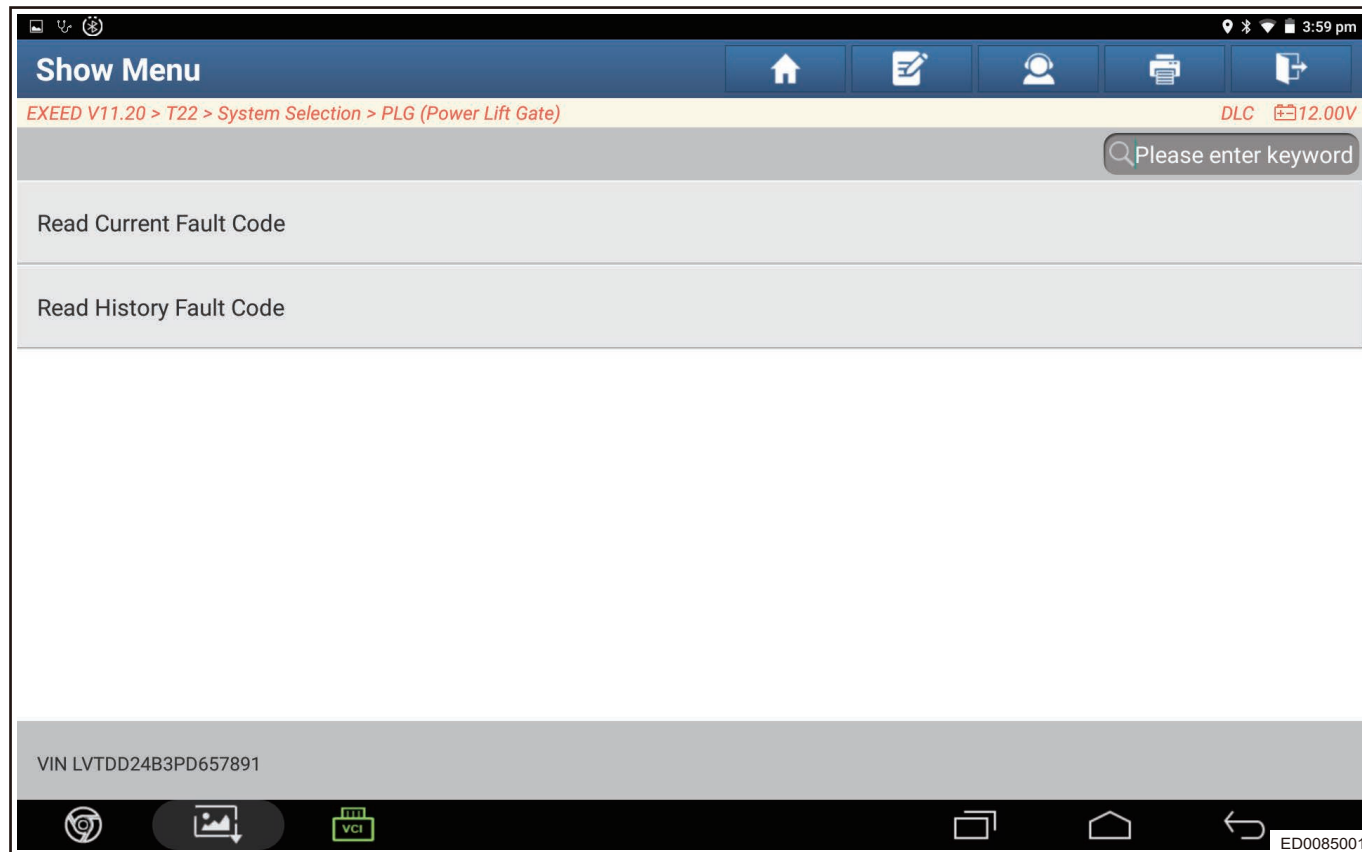 3:59 pm
Show Menu
EXEED V11.20 > T22 > System Selection > PLG (Power Lift Gate)
DLC 12.00V
Please enter keyword
Read Current Fault Code
Read History Fault Code
VIN LVTDD24B3PD657891
VCI
ED0085001